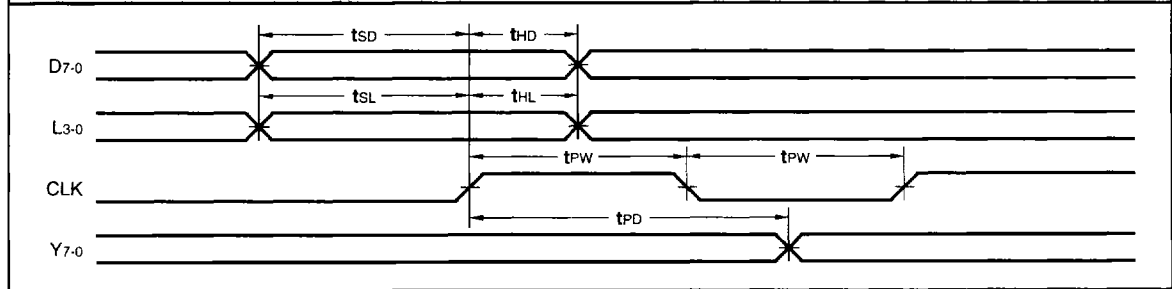 tSD tHD
D7-0
tSL tHL
L3-0
tPW tPW
CLK
tPD
Y7-0